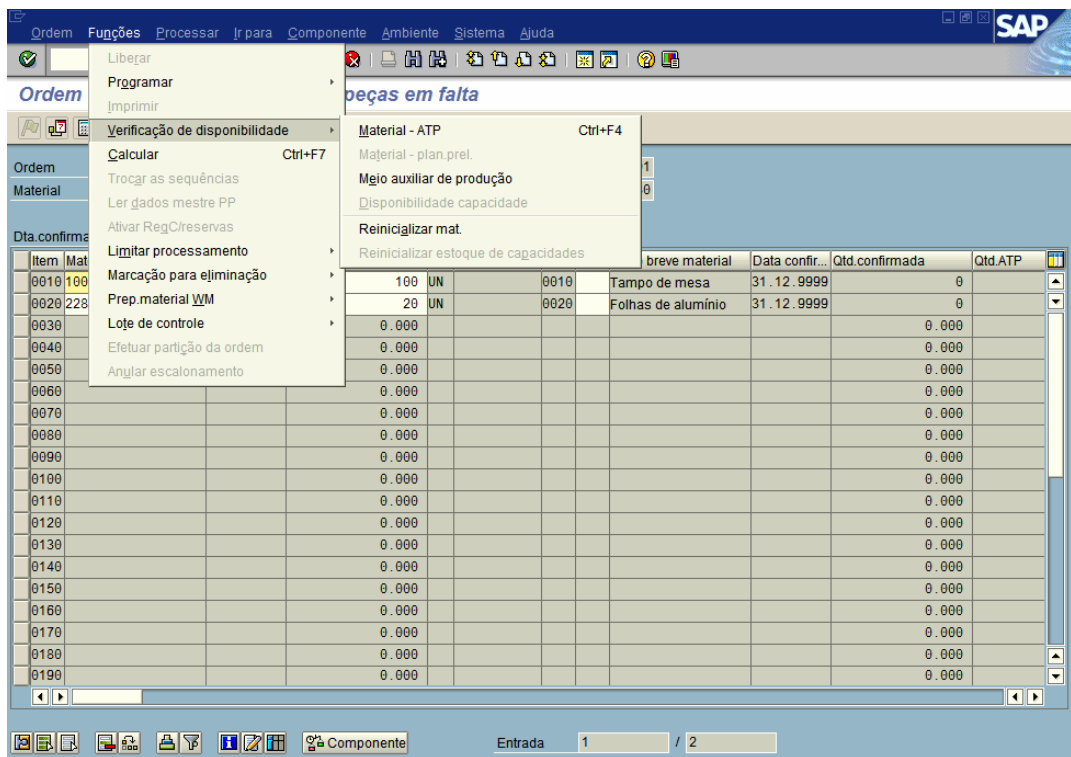 Ordem Funções Processar Ir para Componente Ambiente Sistema Ajuda
SAP
Liberar
Programar
Imprimir
Verificação de disponibilidade
Calcular Ctrl+F7
Trocar as sequências
Ler dados mestre PP
Ativar RegC/reservas
Limitar processamento
Marcação para eliminação
Prep.material WM
Lote de controle
Efetuar partição da ordem
Anular escalonamento
Material - ATP Ctrl+F4
Material - plan.prel.
Meio auxiliar de produção
Disponibilidade capacidade
Reinicializar mat.
Reinicializar estoque de capacidades
Ordem peças em falta
Ordem 1
Material 0
Dta.confirma
Item Mat breve material Data confir... Qtd.confirmada Qtd.ATP
0010 100 100 UN 0010 Tampo de mesa 31.12.9999 0
0020 228 20 UN 0020 Folhas de alumínio 31.12.9999 0
0030 0.000 0.000
0040 0.000 0.000
0050 0.000 0.000
0060 0.000 0.000
0070 0.000 0.000
0080 0.000 0.000
0090 0.000 0.000
0100 0.000 0.000
0110 0.000 0.000
0120 0.000 0.000
0130 0.000 0.000
0140 0.000 0.000
0150 0.000 0.000
0160 0.000 0.000
0170 0.000 0.000
0180 0.000 0.000
0190 0.000 0.000
Componente Entrada 1 / 2